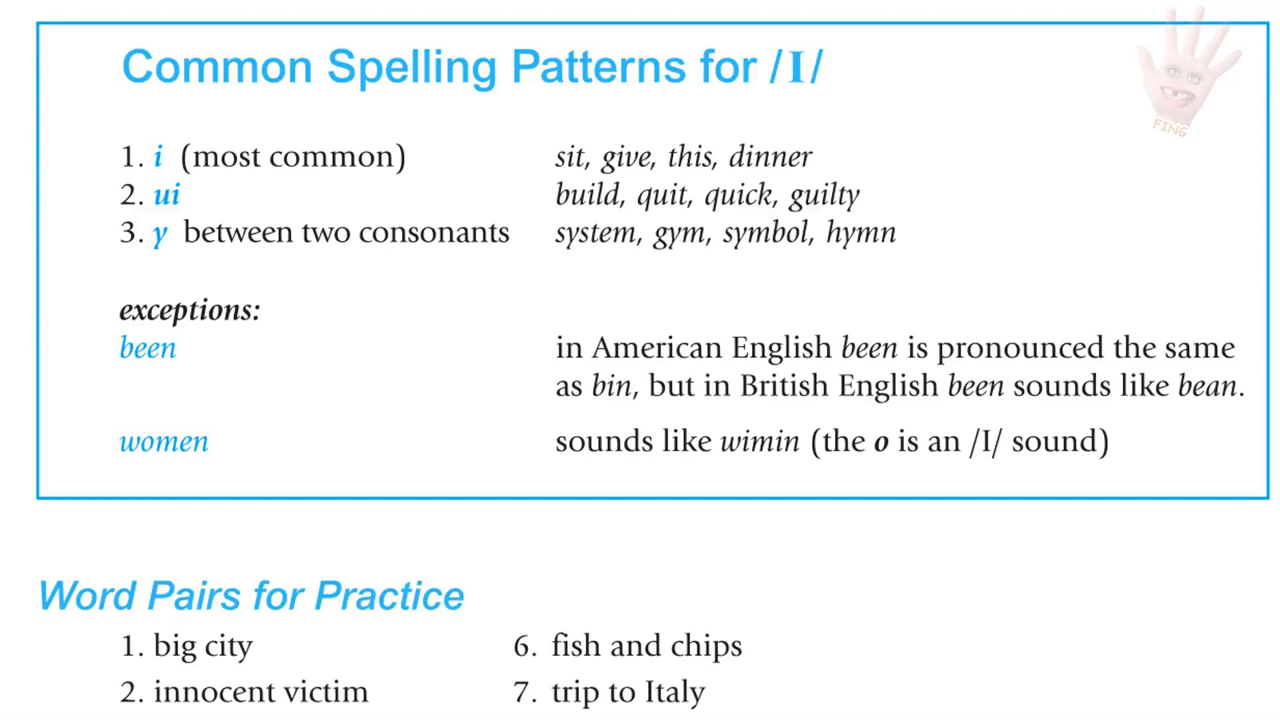 FING
Common Spelling Patterns for /I/
1. i (most common) sit, give, this, dinner
2. ui build, quit, quick, guilty
3. y between two consonants system, gym, symbol, hymn
exceptions:
been in American English been is pronounced the same
as bin, but in British English been sounds like bean.
women sounds like wimin (the o is an /I/ sound)
Word Pairs for Practice
1. big city 6. fish and chips
2. innocent victim 7. trip to Italy